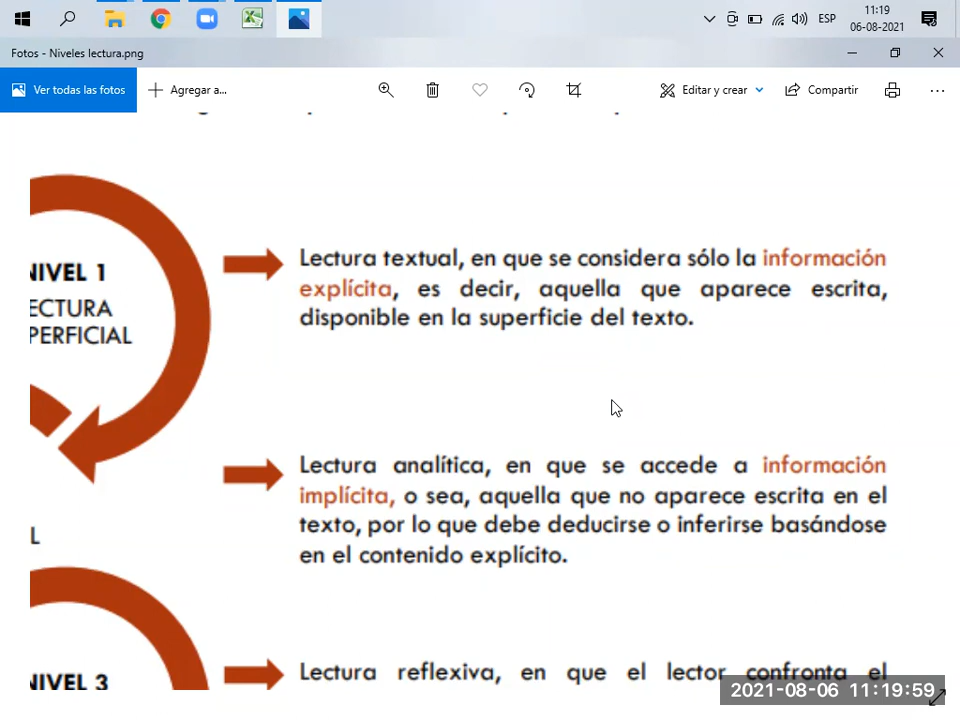 11:19
ESP
06-08-2021
Fotos - Niveles lectura.png
Ver todas las fotos
Agregar a...
Editar y crear
Compartir
NIVEL 1
ECTURA
PERFICIAL
Lectura textual, en que se considera sólo la información
explícita, es decir, aquella que aparece escrita,
disponible en la superficie del texto.
Lectura analítica, en que se accede a información
implícita, o sea, aquella que no aparece escrita en el
texto, por lo que debe deducirse o inferirse basándose
en el contenido explícito.
L
NIVEL 3
Lectura reflexiva, en que el lector confronta el
2021-08-06 11:19:59